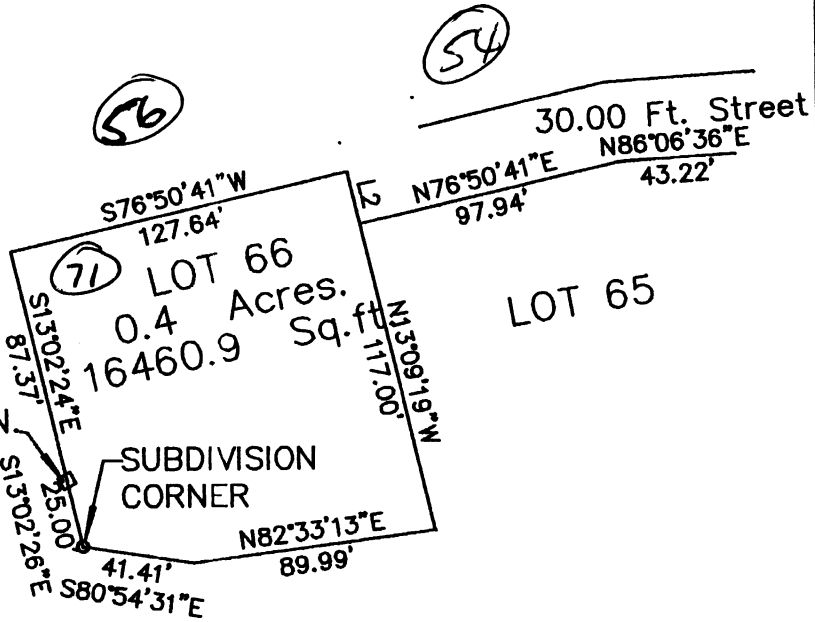 54
56
30.00 Ft. Street
N86°06'36"E
43.22'
N76°50'41"E
97.94'
S76°50'41"W
127.64'
L2
71
LOT 66
0.4 Acres.
16460.9 Sq.ft
LOT 65
S13°02'24"E
87.37'
N13°09'19"W
117.00'
SUBDIVISION
CORNER
25.00
S13°02'26"E
N82°33'13"E
89.99'
41.41'
S80°54'31"E